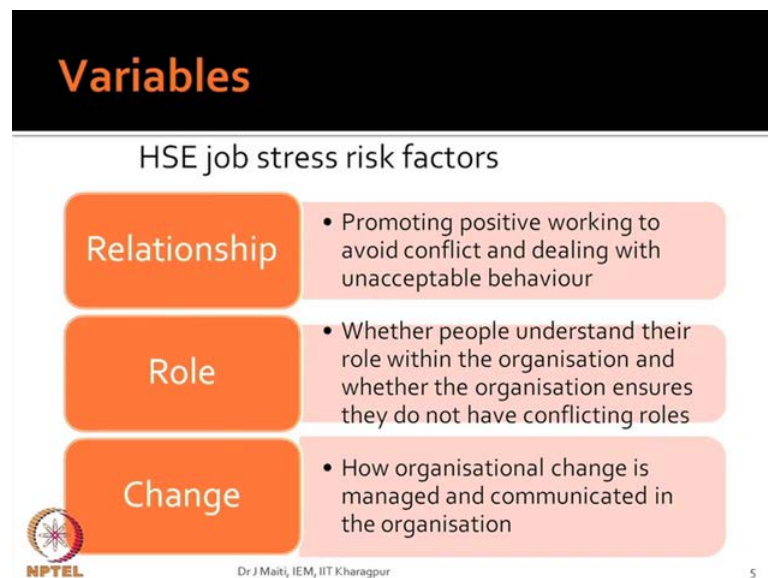 Variables
HSE job stress risk factors
Relationship
• Promoting positive working to
avoid conflict and dealing with
unacceptable behaviour
Role
• Whether people understand their
role within the organisation and
whether the organisation ensures
they do not have conflicting roles
Change
• How organisational change is
managed and communicated in
the organisation
NPTEL
Dr J Maiti, IEM, IIT Kharagpur
5